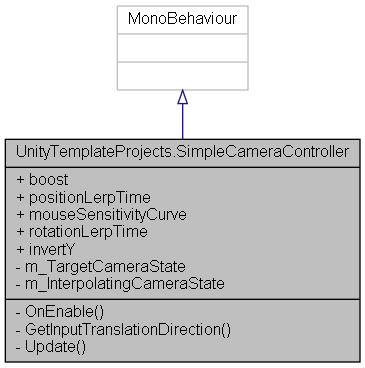 MonoBehaviour
UnityTemplateProjects.SimpleCameraController
+ boost
+ positionLerpTime
+ mouseSensitivityCurve
+ rotationLerpTime
+ invertY
- m_TargetCameraState
- m_InterpolatingCameraState
- OnEnable()
- GetInputTranslationDirection()
- Update()